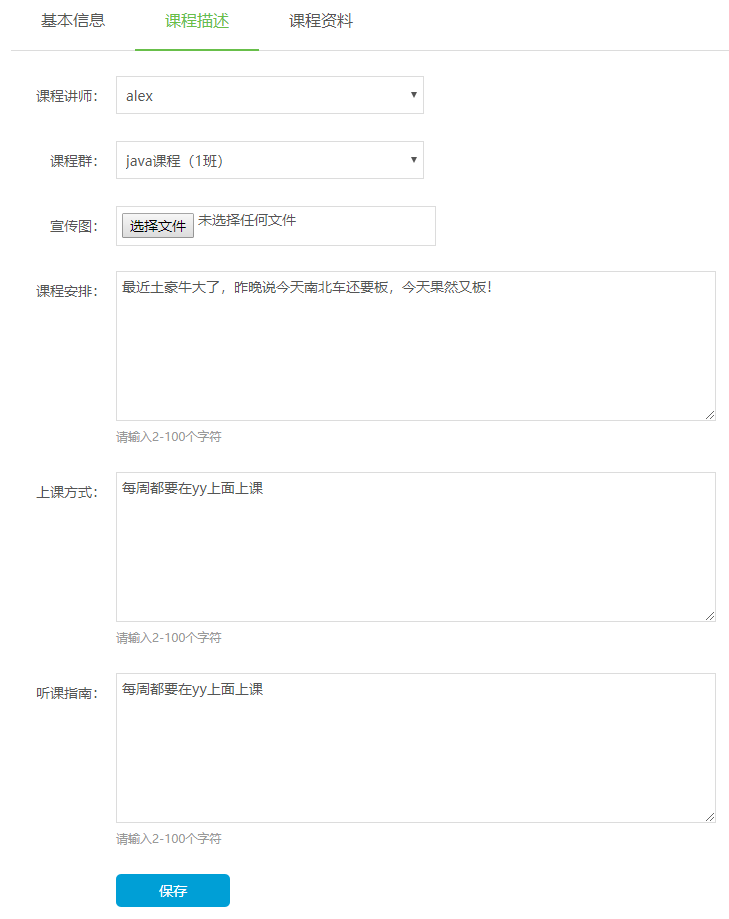 基本信息 课程描述 课程资料
课程讲师： alex
课程群： java课程（1班）
宣传图： 选择文件 未选择任何文件
课程安排： 最近土豪牛大了，昨晚说今天南北车还要板，今天果然又板！
请输入2-100个字符
上课方式： 每周都要在yy上面上课
请输入2-100个字符
听课指南： 每周都要在yy上面上课
请输入2-100个字符
保存